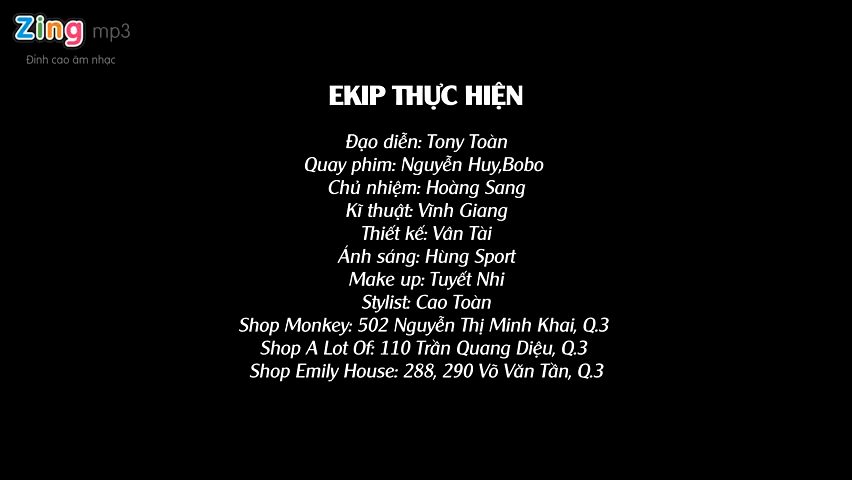 Zing mp3
Đỉnh cao âm nhạc
EKIP THỰC HIỆN
Đạo diễn: Tony Toàn
Quay phim: Nguyễn Huy,Bobo
Chủ nhiệm: Hoàng Sang
Kĩ thuật: Vĩnh Giang
Thiết kế: Vân Tài
Ánh sáng: Hùng Sport
Make up: Tuyết Nhi
Stylist: Cao Toàn
Shop Monkey: 502 Nguyễn Thị Minh Khai, Q.3
Shop A Lot Of: 110 Trần Quang Diệu, Q.3
Shop Emily House: 288, 290 Võ Văn Tần, Q.3